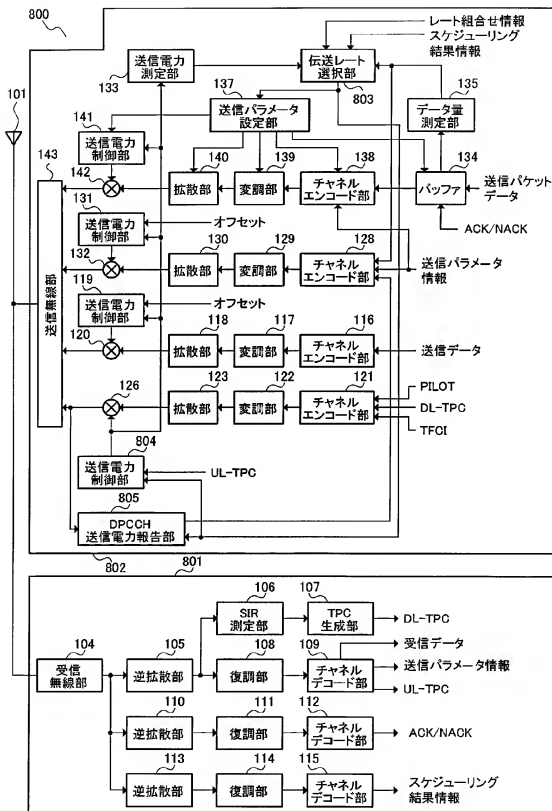 800
101
レート組合せ情報
スケジューリング
結果情報
送信電力
測定部
133
伝送レート
選択部
803
137
送信パラメータ
設定部
135
データ量
測定部
141
送信電力
制御部
143
送信無線部
142
140
拡散部
139
変調部
138
チャネル
エンコード部
134
バッファ
送信パケット
データ
ACK/NACK
131
送信電力
制御部
オフセット
132
130
拡散部
129
変調部
128
チャネル
エンコード部
送信パラメータ
情報
119
送信電力
制御部
オフセット
120
118
拡散部
117
変調部
116
チャネル
エンコード部
送信データ
126
123
拡散部
122
変調部
121
チャネル
エンコード部
PILOT
DL-TPC
TFCI
804
送信電力
制御部
UL-TPC
805
DPCCH
送信電力報告部
802
801
106
SIR
測定部
107
TPC
生成部
DL-TPC
104
受信
無線部
105
逆拡散部
108
復調部
109
チャネル
デコード部
受信データ
送信パラメータ情報
UL-TPC
110
逆拡散部
111
復調部
112
チャネル
デコード部
ACK/NACK
113
逆拡散部
114
復調部
115
チャネル
デコード部
スケジューリング
結果情報